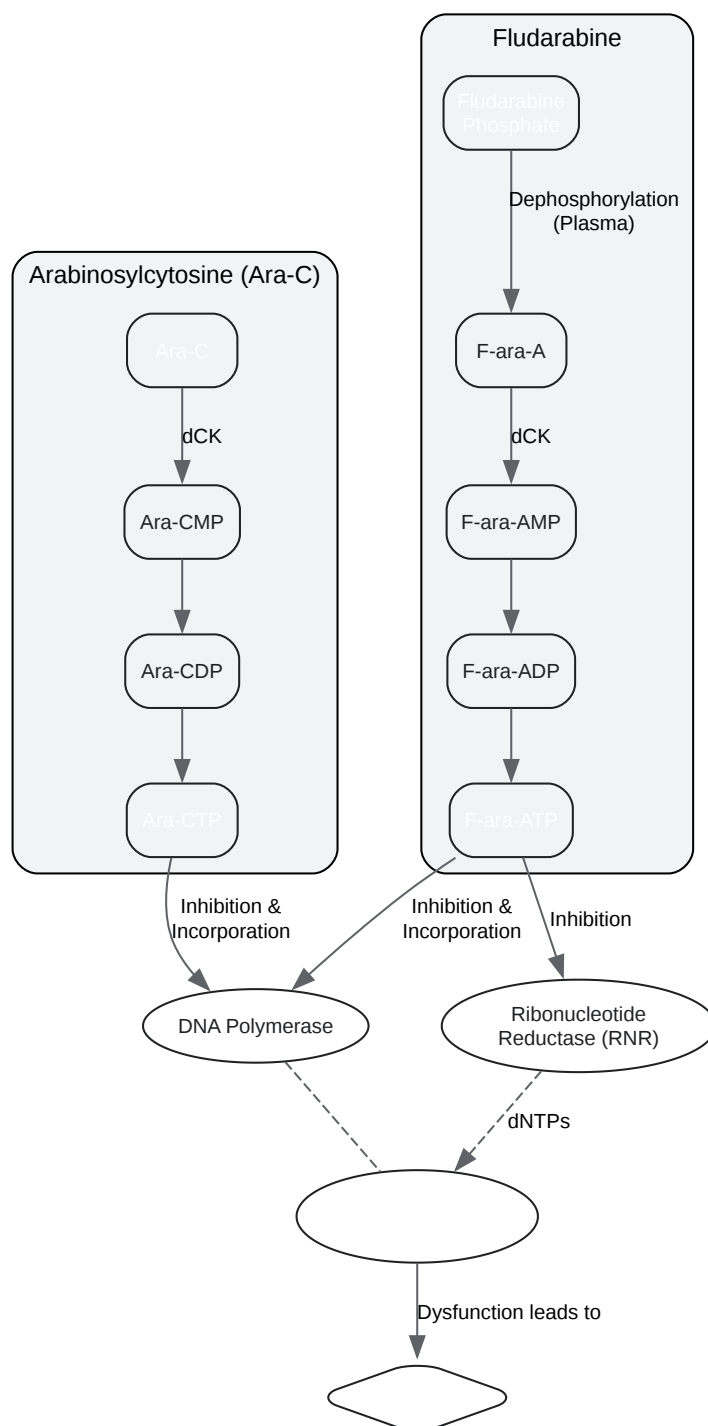 Fludarabine
Fludarabine
Phosphate
Dephosphorylation
(Plasma)
Arabinosylcytosine (Ara-C)
Ara-C
F-ara-A
dCK
dCK
Ara-CMP
F-ara-AMP
Ara-CDP
F-ara-ADP
Ara-CTP
F-ara-ATP
Inhibition &
Incorporation
Inhibition &
Incorporation
Inhibition
DNA Polymerase
Ribonucleotide
Reductase (RNR)
dNTPs
Dysfunction leads to